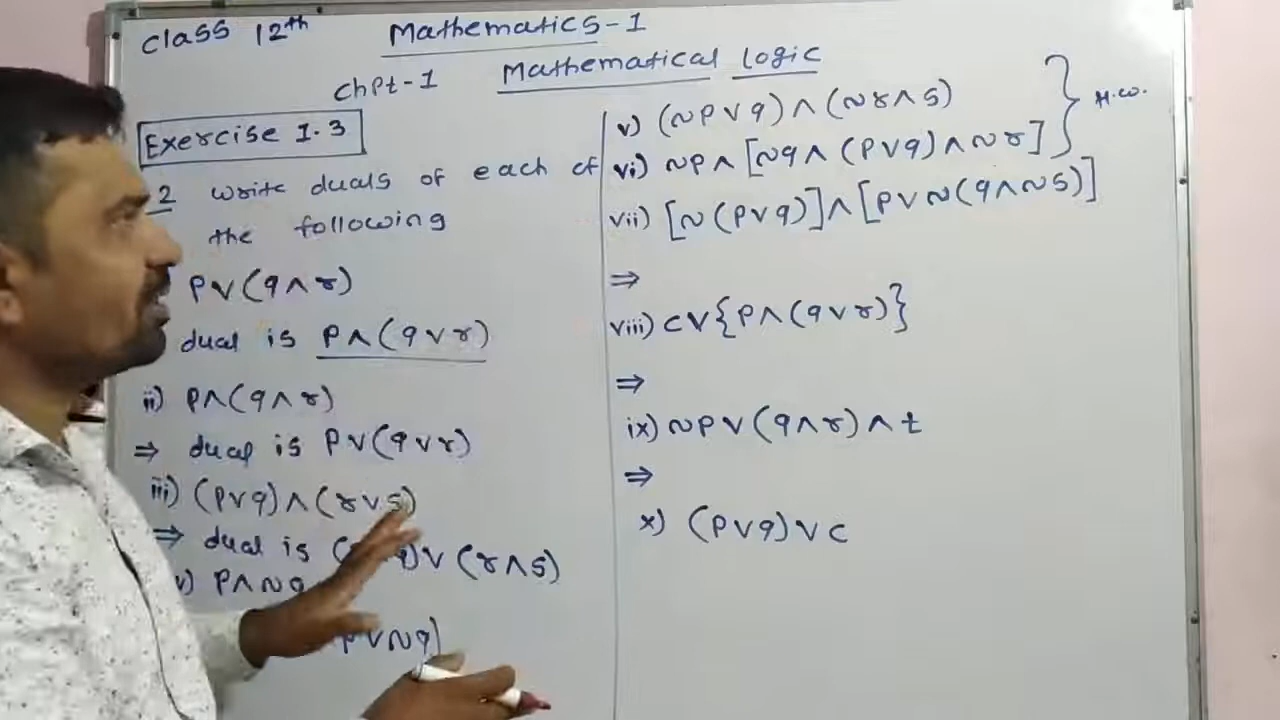 Class 12th Mathematics-1
Chpt-1 Mathematical Logic
Exercise 1.3
2 write duals of each of
the following
P∨(q∧r)
dual is P∧(q∨r)
ii) P∧(q∧r)
⇒ dual is P∨(q∨r)
iii) (P∨q)∧(r∨s)
⇒ dual is ( )∨(r∧s)
v) P∧~q
P∨~q)
v) (~P∨q)∧(~r∧s)
vi) ~P∧[~q∧(P∨q)∧~r] } H.W.
vii) [~(P∨q)]∧[P∨~(q∧~s)]
⇒
viii) C∨{P∧(q∨r)}
⇒
ix) ~P∨(q∧r)∧t
⇒
x) (P∨q)∨C